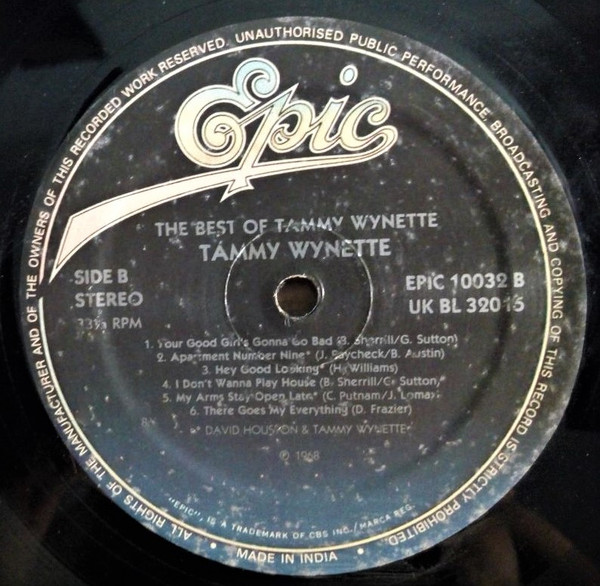 ALL RIGHTS OF THE MANUFACTURER AND OF THE OWNERS OF THIS RECORDED WORK RESERVED. UNAUTHORISED PUBLIC PERFORMANCE, BROADCASTING AND COPYING OF THIS RECORD IS STRICTLY PROHIBITED.
Epic
THE BEST OF TAMMY WYNETTE
TAMMY WYNETTE
SIDE B
STEREO
33⅓ RPM
EPIC 10032 B
UK BL 32015
1. Your Good Girl's Gonna Go Bad (B. Sherrill/G. Sutton)
2. Apartment Number Nine* (J. Paycheck/B. Austin)
3. Hey Good Looking* (H. Williams)
4. I Don't Wanna Play House (B. Sherrill/G. Sutton)
5. My Arms Stay Open Late* (C. Putnam/J. Lomax)
6. There Goes My Everything (D. Frazier)
* DAVID HOUSTON & TAMMY WYNETTE
℗ 1968
"EPIC". IS A TRADEMARK OF CBS INC./MARCA REG.
• MADE IN INDIA •